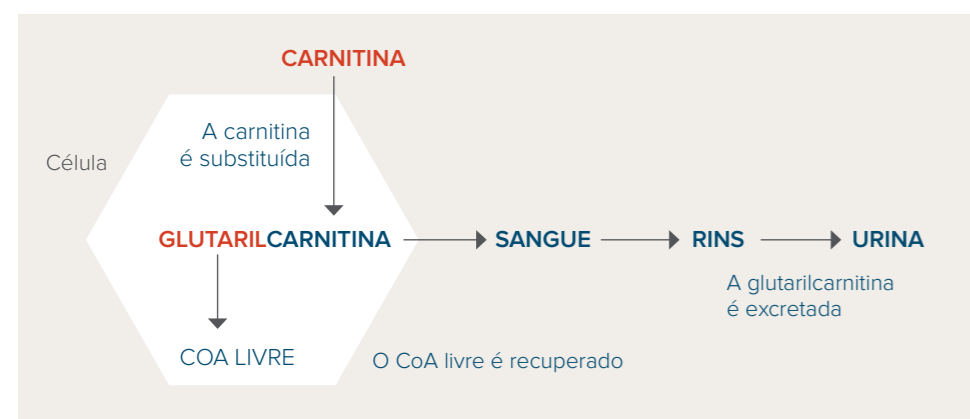 CARNITINA
A carnitina
é substituída
Célula
GLUTARILCARNITINA
SANGUE
RINS
URINA
A glutarilcarnitina
é excretada
COA LIVRE
O CoA livre é recuperado